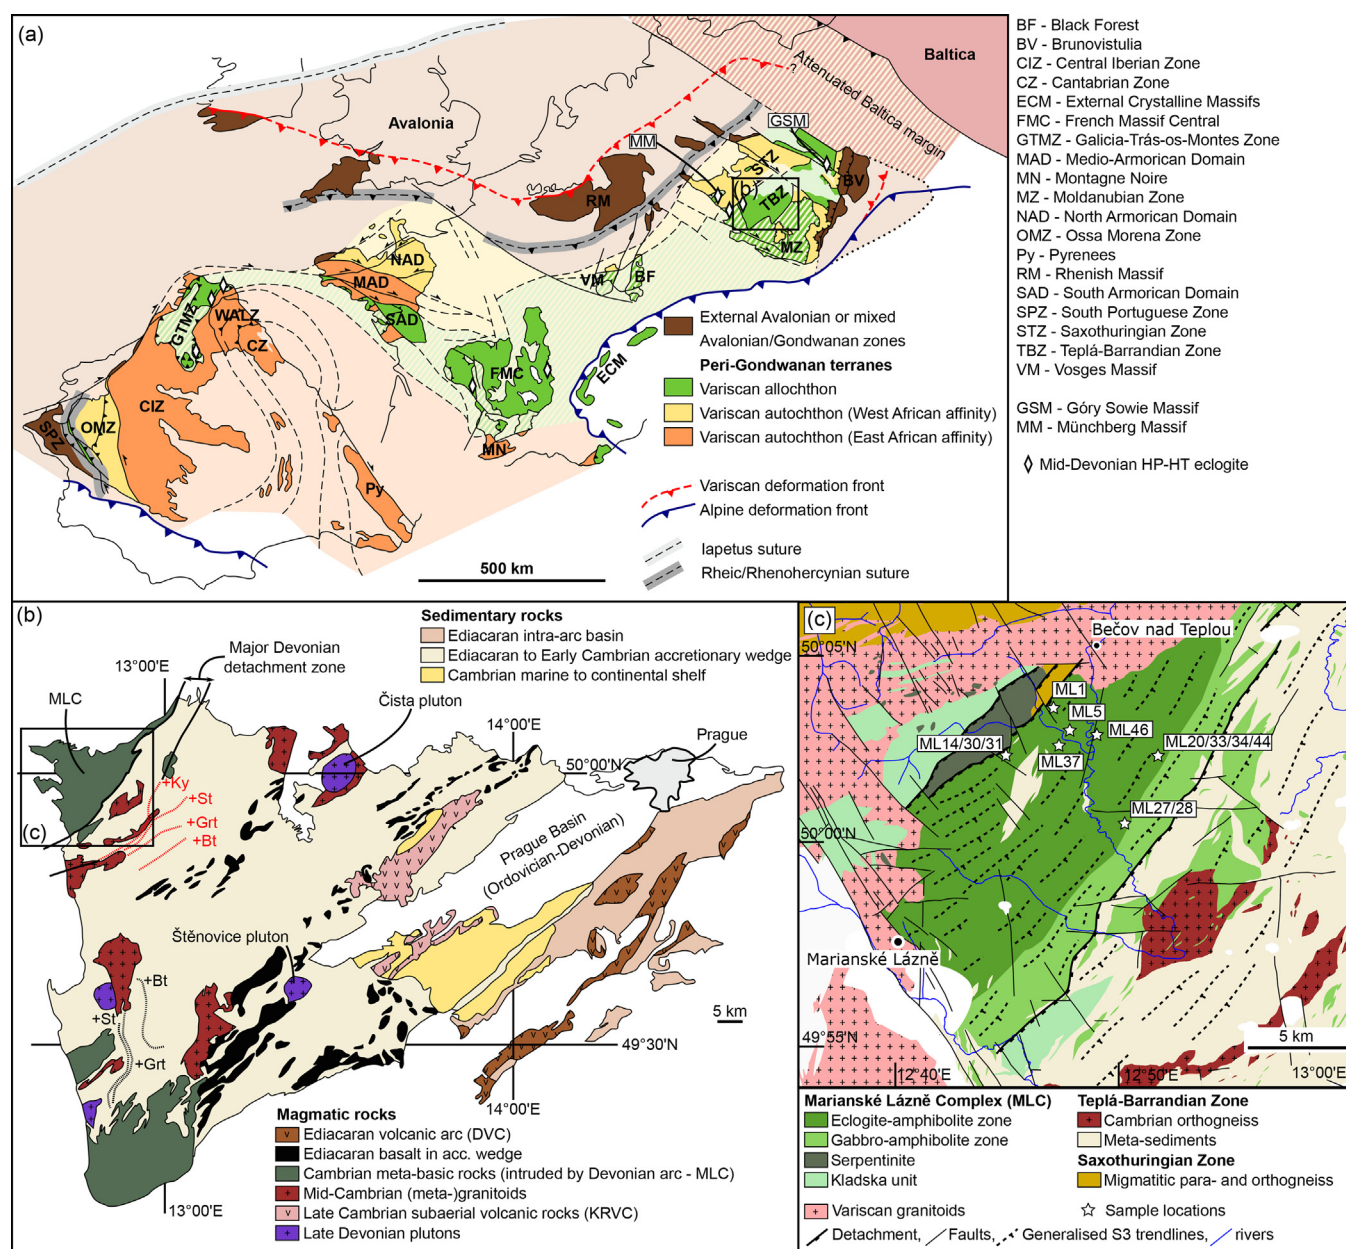 (a)
Baltica
Attenuated Baltica margin
?
Avalonia
GSM
MM
STZ
BV
TBZ
RM
MZ
NAD
VM
BF
MAD
SAD
GTMZ
WALZ
CZ
FMC
ECM
CIZ
OMZ
SPZ
MN
Py
External Avalonian or mixed
Avalonian/Gondwanan zones
Peri-Gondwanan terranes
Variscan allochthon
Variscan autochthon (West African affinity)
Variscan autochthon (East African affinity)
Variscan deformation front
Alpine deformation front
Iapetus suture
Rheic/Rhenohercynian suture
500 km
BF - Black Forest
BV - Brunovistulia
CIZ - Central Iberian Zone
CZ - Cantabrian Zone
ECM - External Crystalline Massifs
FMC - French Massif Central
GTMZ - Galicia-Trás-os-Montes Zone
MAD - Medio-Armorican Domain
MN - Montagne Noire
MZ - Moldanubian Zone
NAD - North Armorican Domain
OMZ - Ossa Morena Zone
Py - Pyrenees
RM - Rhenish Massif
SAD - South Armorican Domain
SPZ - South Portuguese Zone
STZ - Saxothuringian Zone
TBZ - Teplá-Barrandian Zone
VM - Vosges Massif
GSM - Góry Sowie Massif
MM - Münchberg Massif
Mid-Devonian HP-HT eclogite
(b)
Sedimentary rocks
Ediacaran intra-arc basin
Ediacaran to Early Cambrian accretionary wedge
Cambrian marine to continental shelf
Major Devonian
detachment zone
13°00'E
MLC
Čista pluton
14°00'E
Prague
50°00'N
+Ky
+St
+Grt
+Bt
(c)
Prague Basin
(Ordovician-Devonian)
Štěnovice pluton
+Bt
+St
+Grt
5 km
49°30'N
14°00'E
13°00'E
Magmatic rocks
Ediacaran volcanic arc (DVC)
Ediacaran basalt in acc. wedge
Cambrian meta-basic rocks (intruded by Devonian arc - MLC)
Mid-Cambrian (meta-)granitoids
Late Cambrian subaerial volcanic rocks (KRVC)
Late Devonian plutons
(c)
50°05'N
Bečov nad Teplou
ML1
ML5
ML46
ML14/30/31
ML20/33/34/44
ML37
ML27/28
50°00'N
Marianské Lázně
49°55'N
5 km
12°40'E
12°50'E
13°00'E
Marianské Lázně Complex (MLC)
Eclogite-amphibolite zone
Gabbro-amphibolite zone
Serpentinite
Kladska unit
Variscan granitoids
Teplá-Barrandian Zone
Cambrian orthogneiss
Meta-sediments
Saxothuringian Zone
Migmatitic para- and orthogneiss
Sample locations
Detachment, Faults, Generalised S3 trendlines, rivers